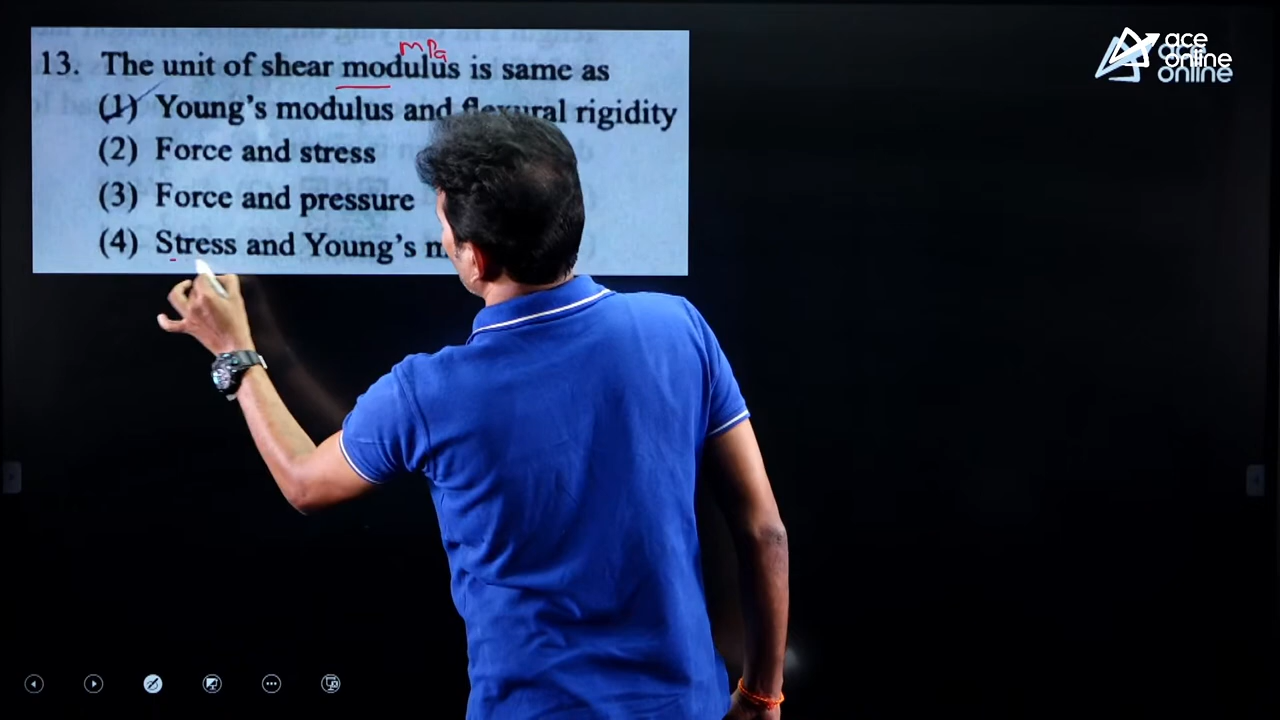 ace
online
mPa
13. The unit of shear modulus is same as
(1) Young's modulus and flexural rigidity
(2) Force and stress
(3) Force and pressure
(4) Stress and Young's